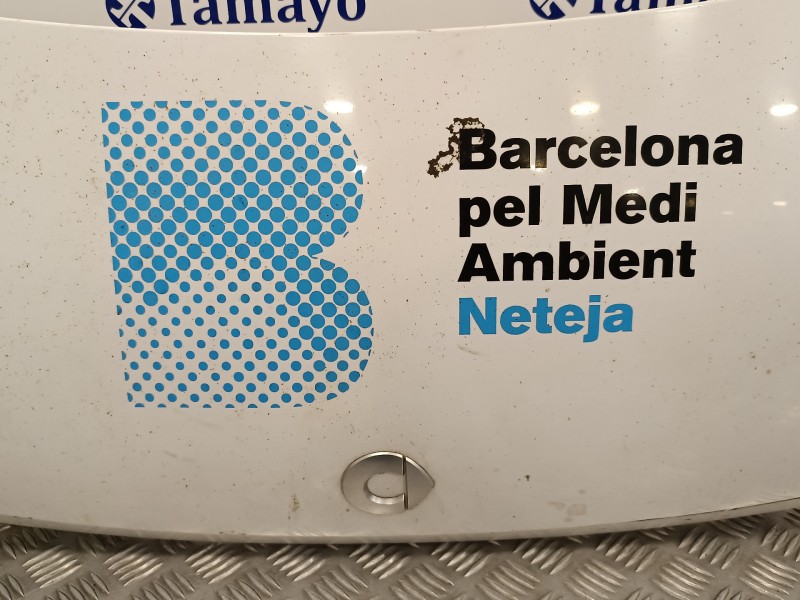 Tamayo
Barcelona
pel Medi
Ambient
Neteja